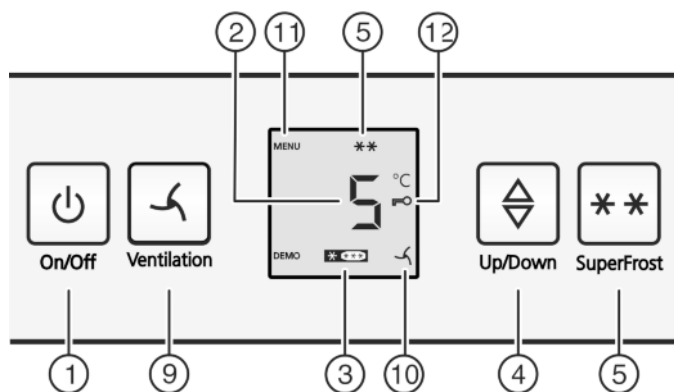 2 11 5 12
MENU
°C
5
DEMO
On/Off Ventilation Up/Down SuperFrost
1 9 3 10 4 5